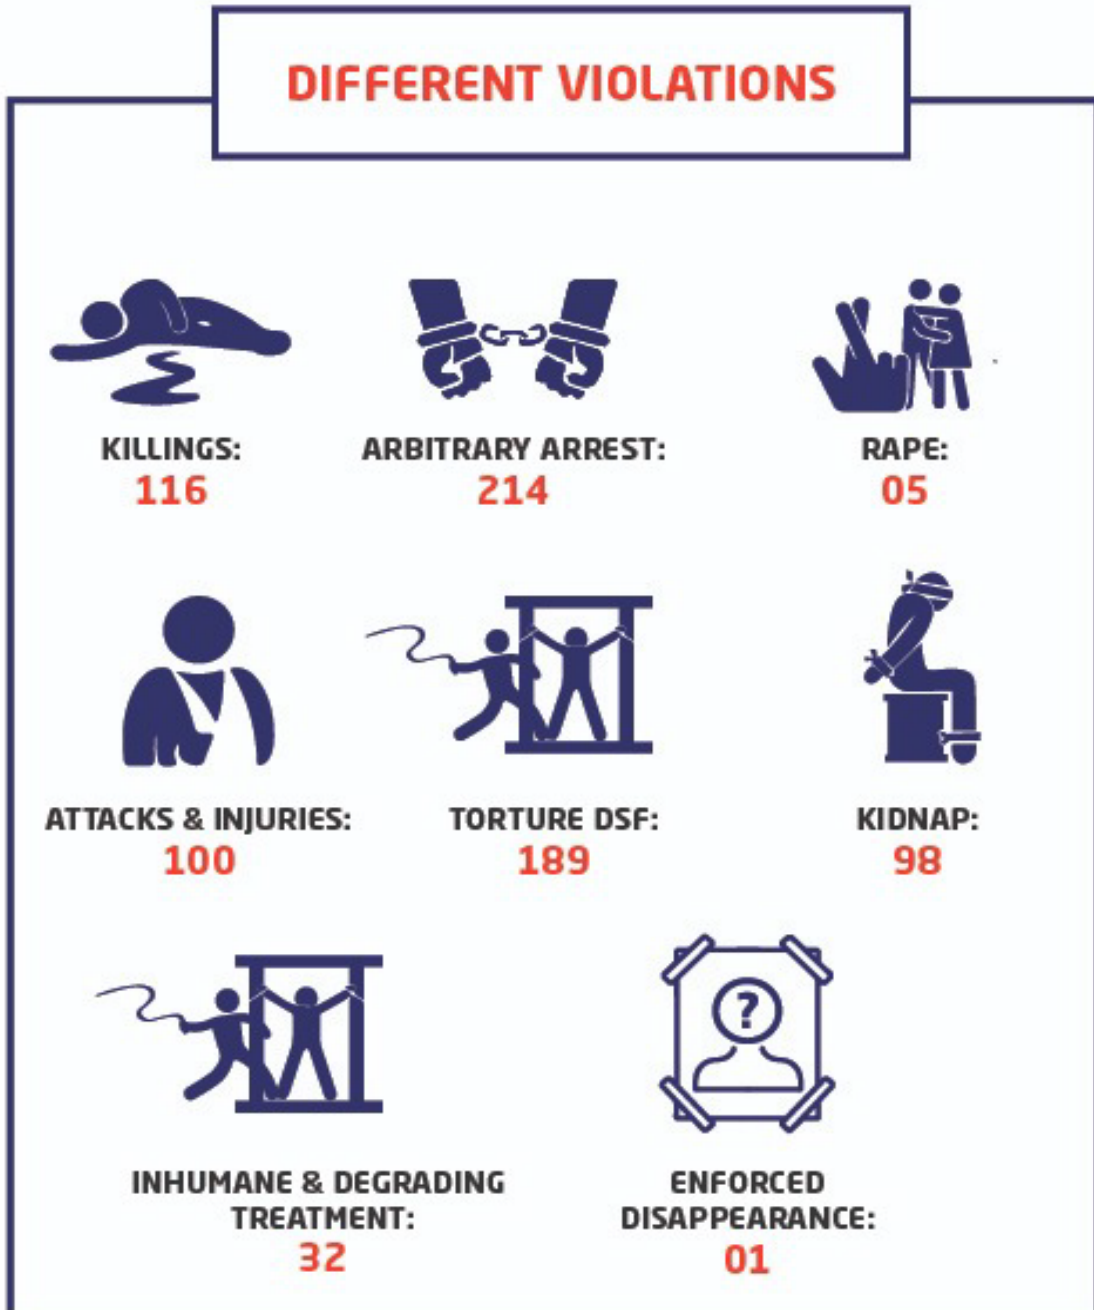 DIFFERENT VIOLATIONS
KILLINGS:
116
ARBITRARY ARREST:
214
RAPE:
05
ATTACKS & INJURIES:
100
TORTURE DSF:
189
KIDNAP:
98
?
INHUMANE & DEGRADING
TREATMENT:
32
ENFORCED
DISAPPEARANCE:
01